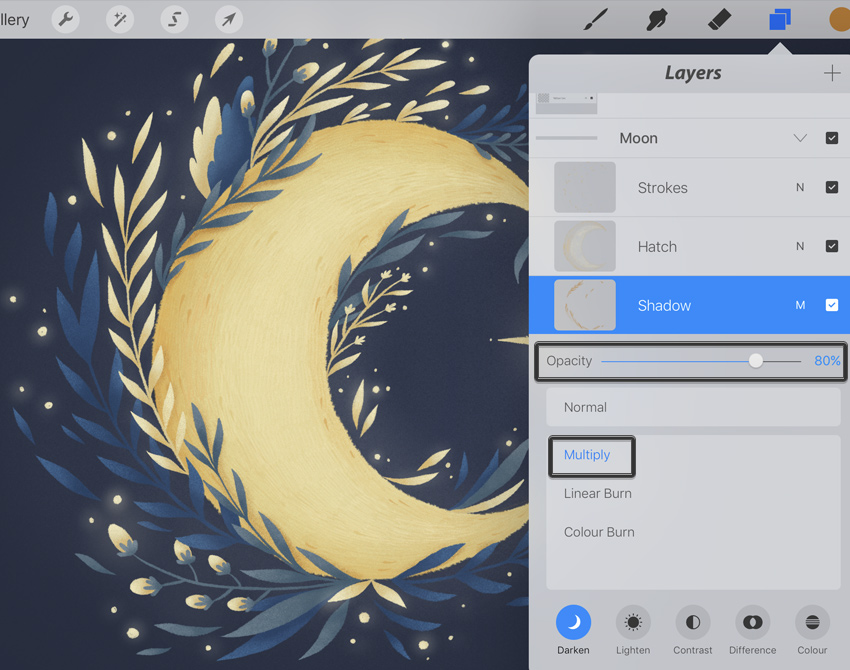 llery
Layers
Moon
Strokes N
Hatch N
Shadow M
Opacity 80%
Normal
Multiply
Linear Burn
Colour Burn
Darken Lighten Contrast Difference Colour